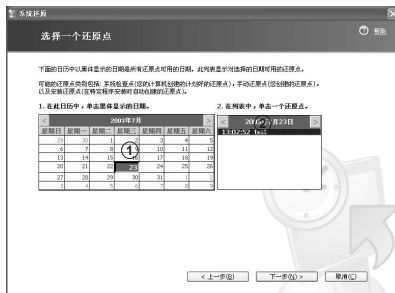 系统还原
选择一个还原点
帮助
下面的日历中以黑体显示的日期是所有还原点可用的日期。此列表显示对选择的日期可用的还原点。
可能的还原点类别包括: 系统检查点(您的计算机创建的计划好的还原点)，手动还原点(您创建的还原点)，
以及安装还原点(在特定程序安装时自动创建的还原点)。
1. 在此日历中，单击黑体显示的日期。
2. 在列表中，单击一个还原点。
< 2003年7月 >
星期日 星期一 星期二 星期三 星期四 星期五 星期六
29 30 1 2 3 4 5
6 7 8 9 10 11 12
13 14 15 16 17 18 19
20 21 22 23 24 25 26
27 28 29 30 31 1 2
3 4 5 6 7 8 9
①
< 7月23日 >
②
13:02:52 test
< 上一步(B)
下一步(N) >
取消(C)